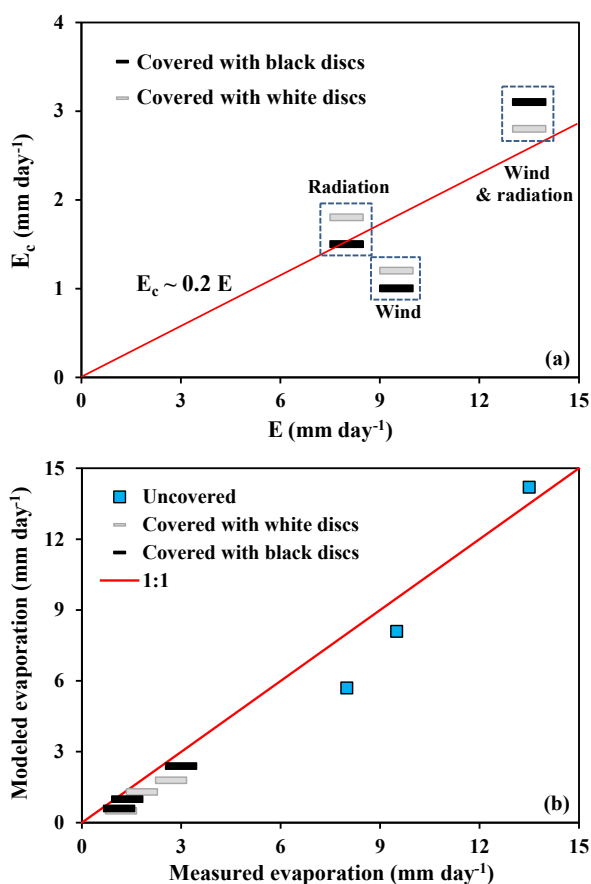 4
3
2
1
0
E_c (mm day⁻¹)
Covered with black discs
Covered with white discs
Radiation
Wind
& radiation
E_c ~ 0.2 E
Wind
(a)
0
3
6
9
12
15
E (mm day⁻¹)
15
12
9
6
3
0
Modeled evaporation (mm day⁻¹)
Uncovered
Covered with white discs
Covered with black discs
1:1
(b)
0
3
6
9
12
15
Measured evaporation (mm day⁻¹)